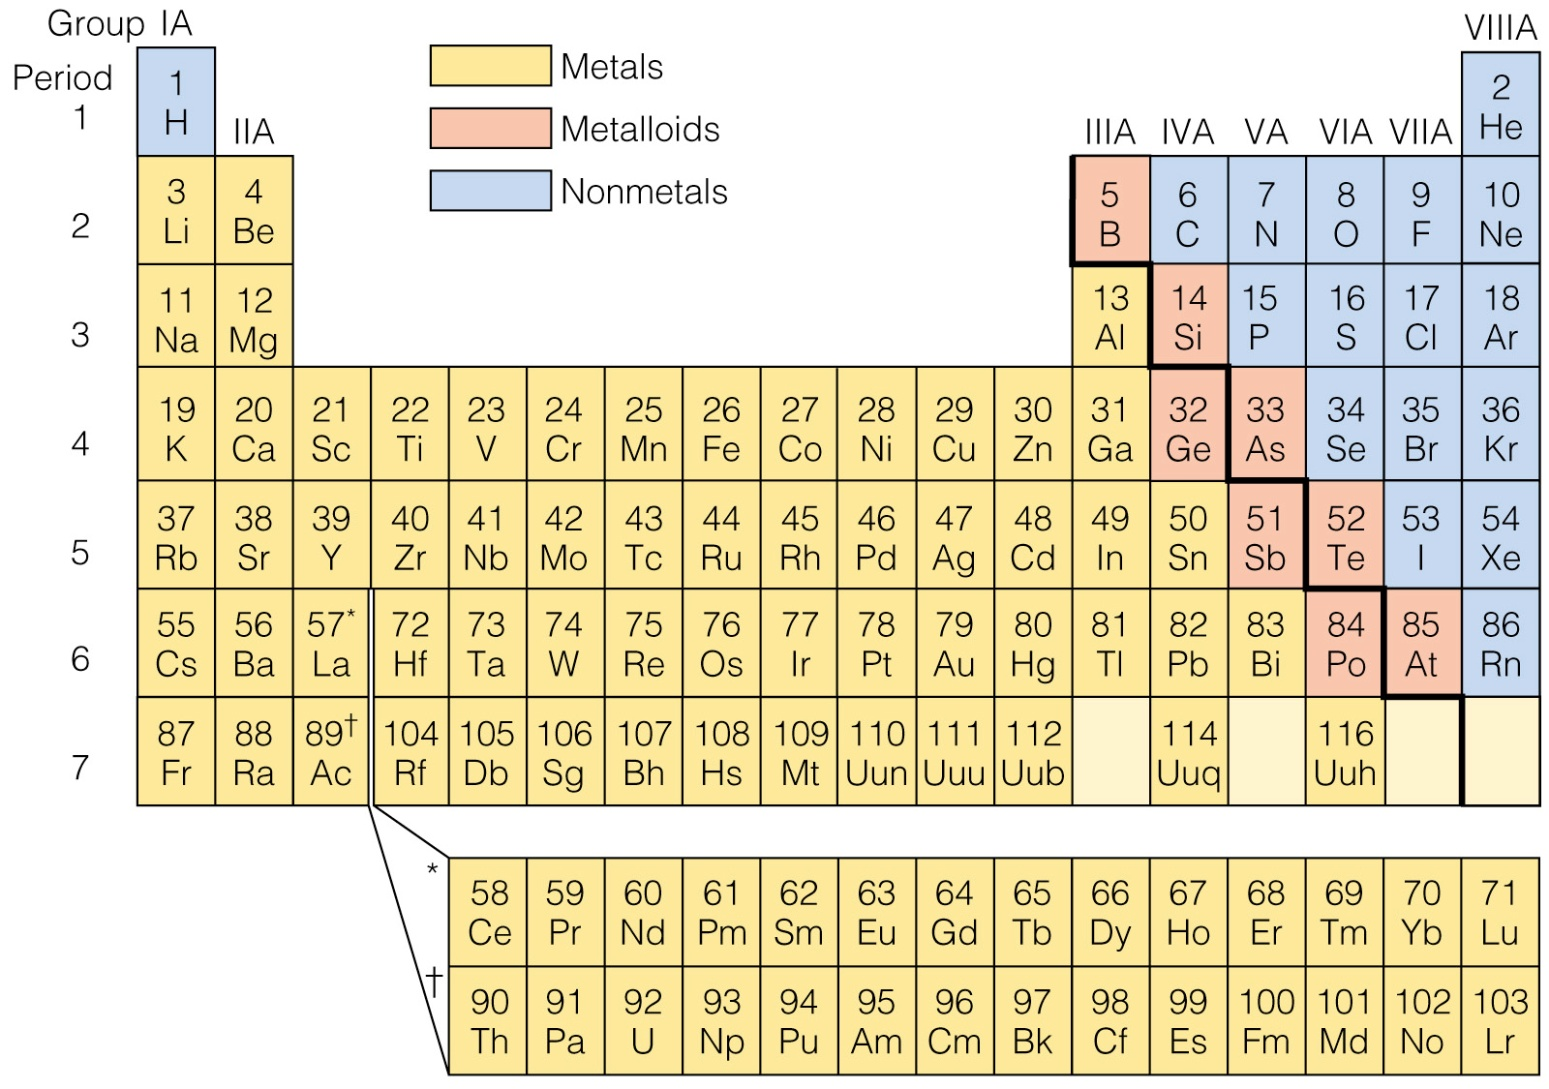 Group IA VIIIA
Period
Metals
Metalloids
Nonmetals
1
1
H
2
He
IIA IIIA IVA VA VIA VIIA
2
3 4 5 6 7 8 9 10
Li Be B C N O F Ne
3
11 12 13 14 15 16 17 18
Na Mg Al Si P S Cl Ar
4
19 20 21 22 23 24 25 26 27 28 29 30 31 32 33 34 35 36
K Ca Sc Ti V Cr Mn Fe Co Ni Cu Zn Ga Ge As Se Br Kr
5
37 38 39 40 41 42 43 44 45 46 47 48 49 50 51 52 53 54
Rb Sr Y Zr Nb Mo Tc Ru Rh Pd Ag Cd In Sn Sb Te I Xe
6
55 56 57* 72 73 74 75 76 77 78 79 80 81 82 83 84 85 86
Cs Ba La Hf Ta W Re Os Ir Pt Au Hg Tl Pb Bi Po At Rn
7
87 88 89† 104 105 106 107 108 109 110 111 112 114 116
Fr Ra Ac Rf Db Sg Bh Hs Mt Uun Uuu Uub Uuq Uuh
*
58 59 60 61 62 63 64 65 66 67 68 69 70 71
Ce Pr Nd Pm Sm Eu Gd Tb Dy Ho Er Tm Yb Lu
†
90 91 92 93 94 95 96 97 98 99 100 101 102 103
Th Pa U Np Pu Am Cm Bk Cf Es Fm Md No Lr